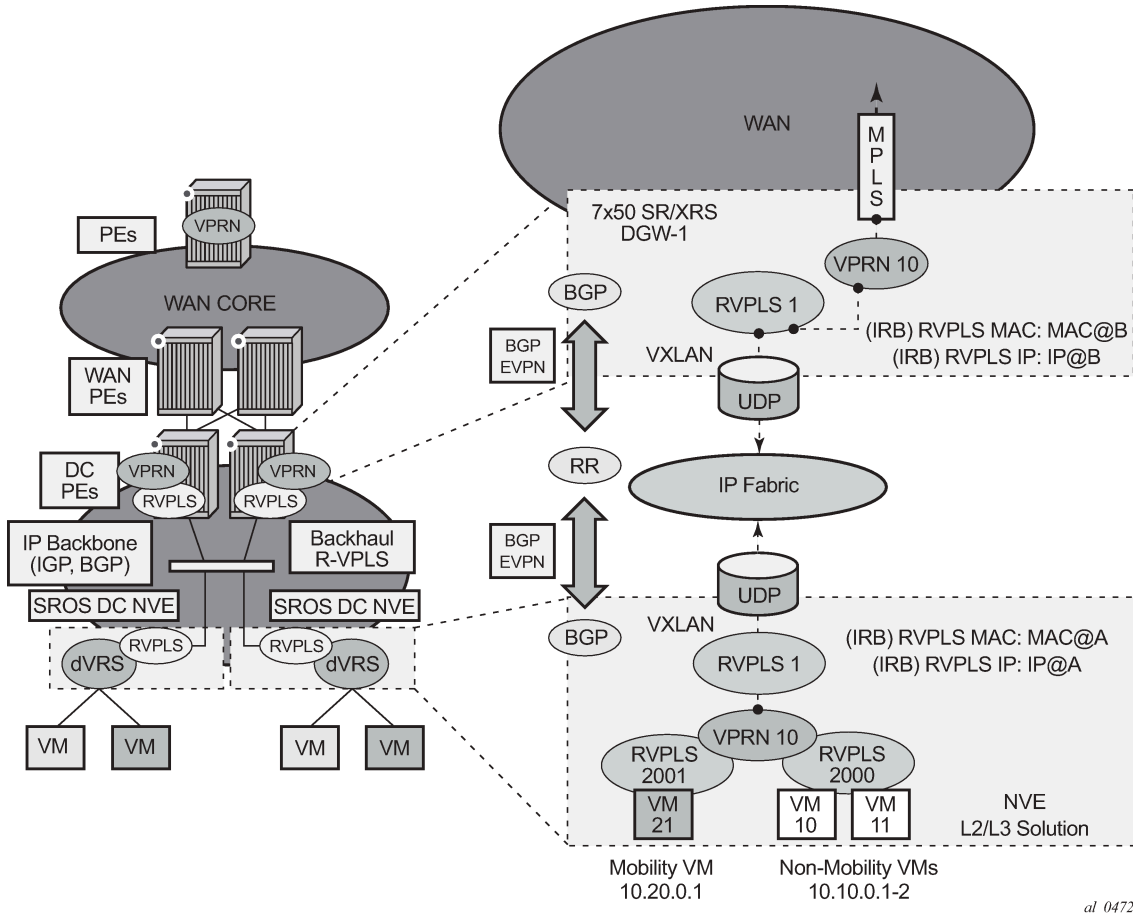 VPRN
PEs
WAN CORE
WAN
PEs
DC
PEs
VPRN
RVPLS
VPRN
RVPLS
IP Backbone
(IGP, BGP)
Backhaul
R-VPLS
SROS DC NVE
SROS DC NVE
dVRS
RVPLS
RVPLS
dVRS
VM
VM
VM
VM
WAN
MPLS
7x50 SR/XRS
DGW-1
VPRN 10
BGP
RVPLS 1
(IRB) RVPLS MAC: MAC@B
(IRB) RVPLS IP: IP@B
BGP
EVPN
VXLAN
UDP
RR
IP Fabric
BGP
EVPN
UDP
BGP
VXLAN
RVPLS 1
(IRB) RVPLS MAC: MAC@A
(IRB) RVPLS IP: IP@A
VPRN 10
RVPLS
2001
RVPLS
2000
VM
21
VM
10
VM
11
NVE
L2/L3 Solution
Mobility VM
10.20.0.1
Non-Mobility VMs
10.10.0.1-2
al_0472